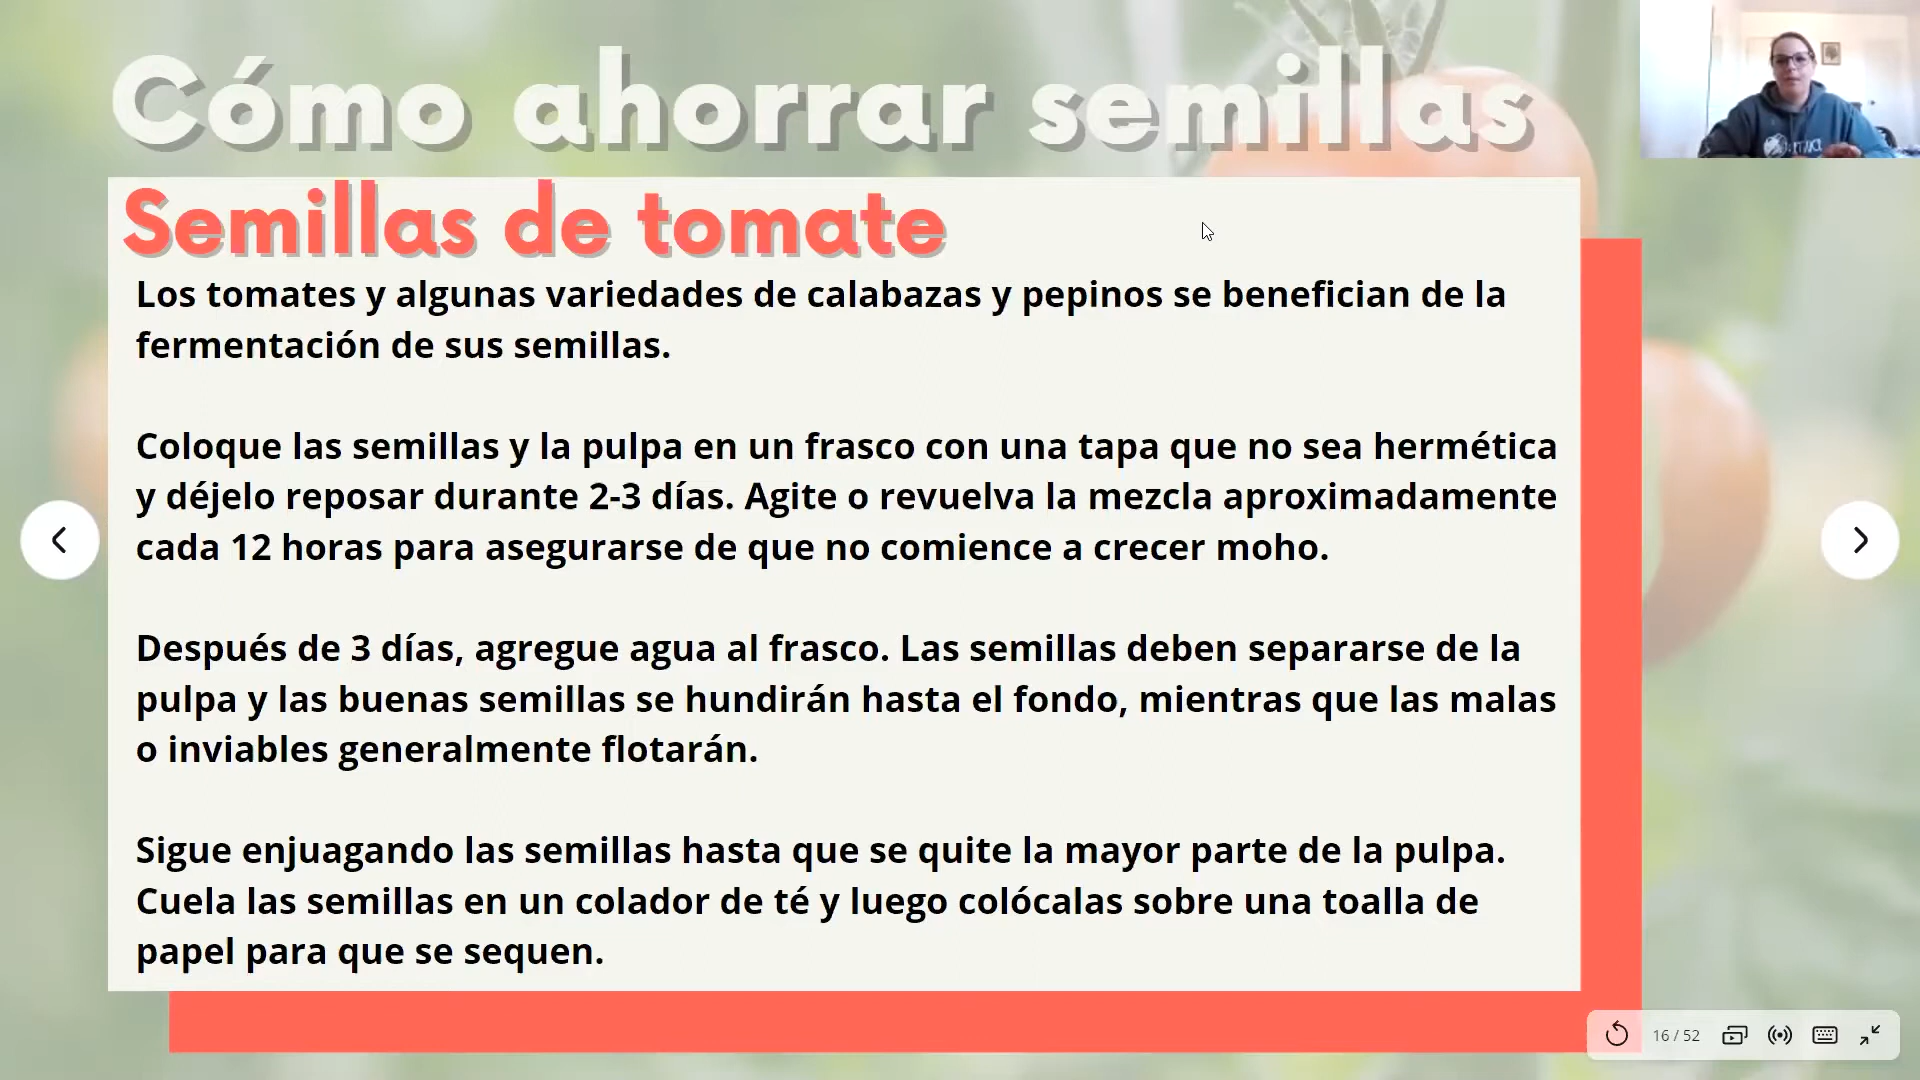 Cómo ahorrar semillas
Semillas de tomate
Los tomates y algunas variedades de calabazas y pepinos se benefician de la
fermentación de sus semillas.
Coloque las semillas y la pulpa en un frasco con una tapa que no sea hermética
y déjelo reposar durante 2-3 días. Agite o revuelva la mezcla aproximadamente
cada 12 horas para asegurarse de que no comience a crecer moho.
Después de 3 días, agregue agua al frasco. Las semillas deben separarse de la
pulpa y las buenas semillas se hundirán hasta el fondo, mientras que las malas
o inviables generalmente flotarán.
Sigue enjuagando las semillas hasta que se quite la mayor parte de la pulpa.
Cuela las semillas en un colador de té y luego colócalas sobre una toalla de
papel para que se sequen.
16 / 52